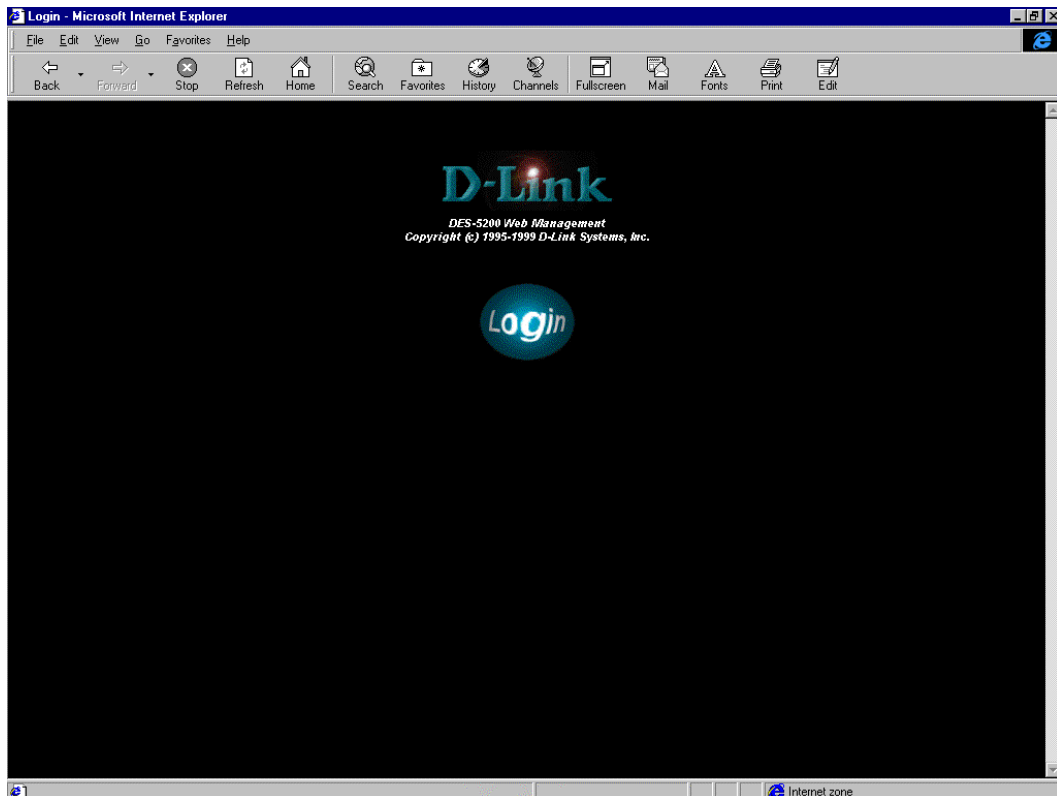 Login - Microsoft Internet Explorer
File Edit View Go Favorites Help
Back Forward Stop Refresh Home Search Favorites History Channels Fullscreen Mail Fonts Print Edit
D-Link
DES-5200 Web Management
Copyright (c) 1995-1999 D-Link Systems, Inc.
Login
Internet zone